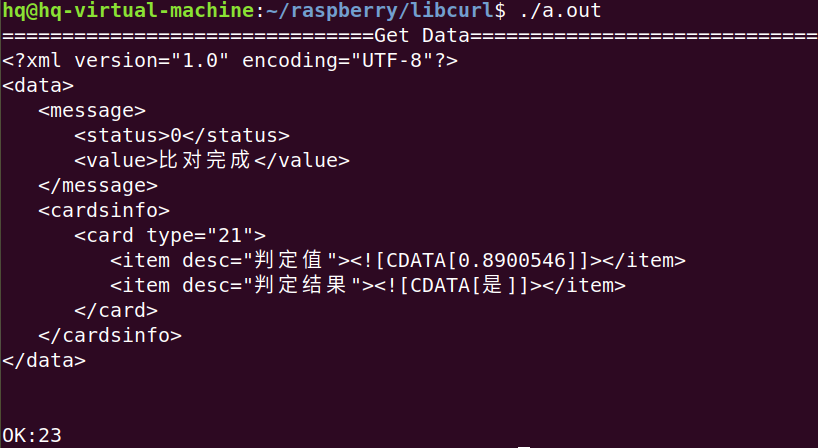 hq@hq-virtual-machine:~/raspberry/libcurl$ ./a.out
===============================Get Data=============================
<?xml version="1.0" encoding="UTF-8"?>
<data>
   <message>
      <status>0</status>
      <value>比对完成</value>
   </message>
   <cardsinfo>
      <card type="21">
         <item desc="判定值"><![CDATA[0.8900546]]></item>
         <item desc="判定结果"><![CDATA[是]]></item>
      </card>
   </cardsinfo>
</data>
OK:23